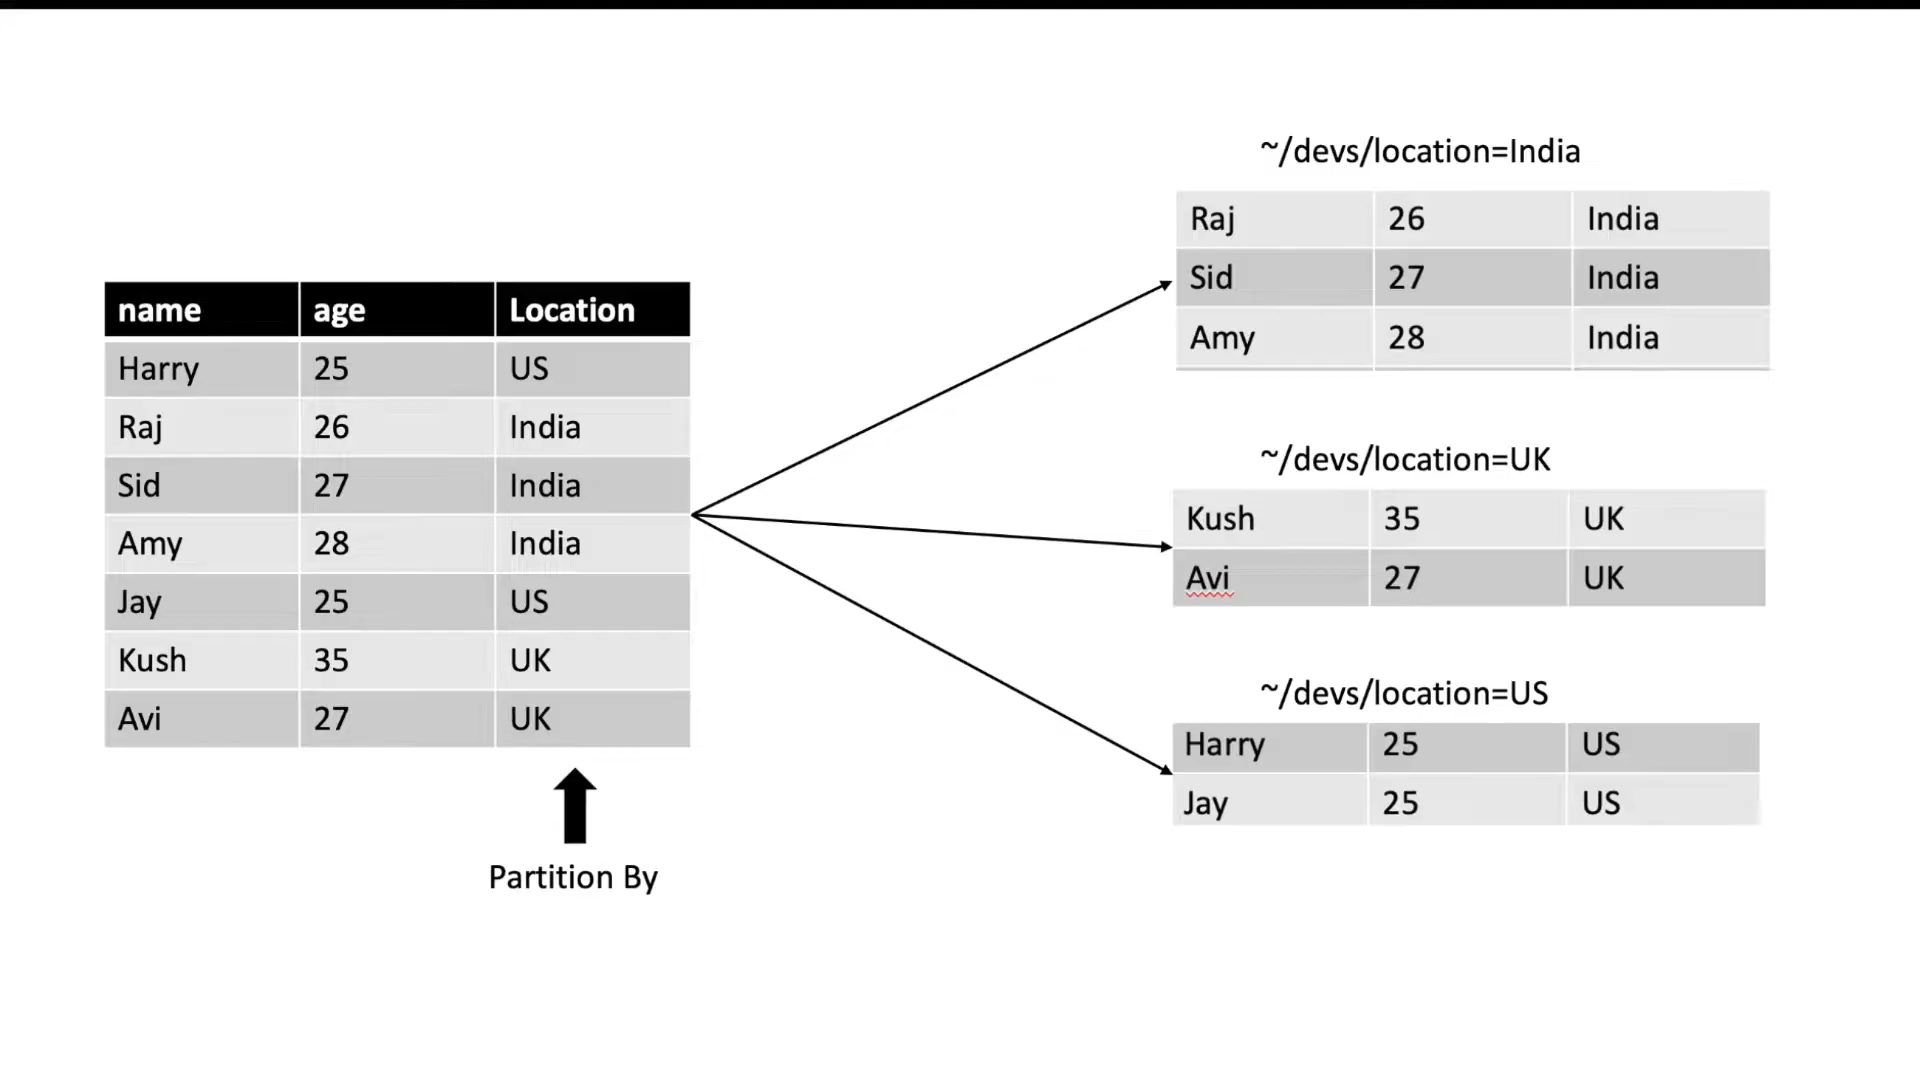 name age Location
Harry 25 US
Raj 26 India
Sid 27 India
Amy 28 India
Jay 25 US
Kush 35 UK
Avi 27 UK
Partition By
~/devs/location=India
Raj 26 India
Sid 27 India
Amy 28 India
~/devs/location=UK
Kush 35 UK
Avi 27 UK
~/devs/location=US
Harry 25 US
Jay 25 US